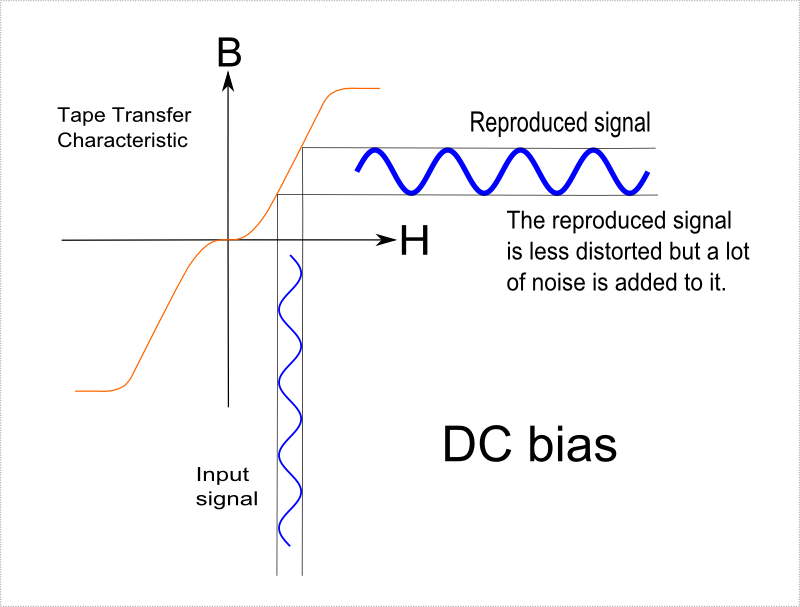 B
Tape Transfer
Characteristic
Reproduced signal
H
The reproduced signal
is less distorted but a lot
of noise is added to it.
DC bias
Input
signal